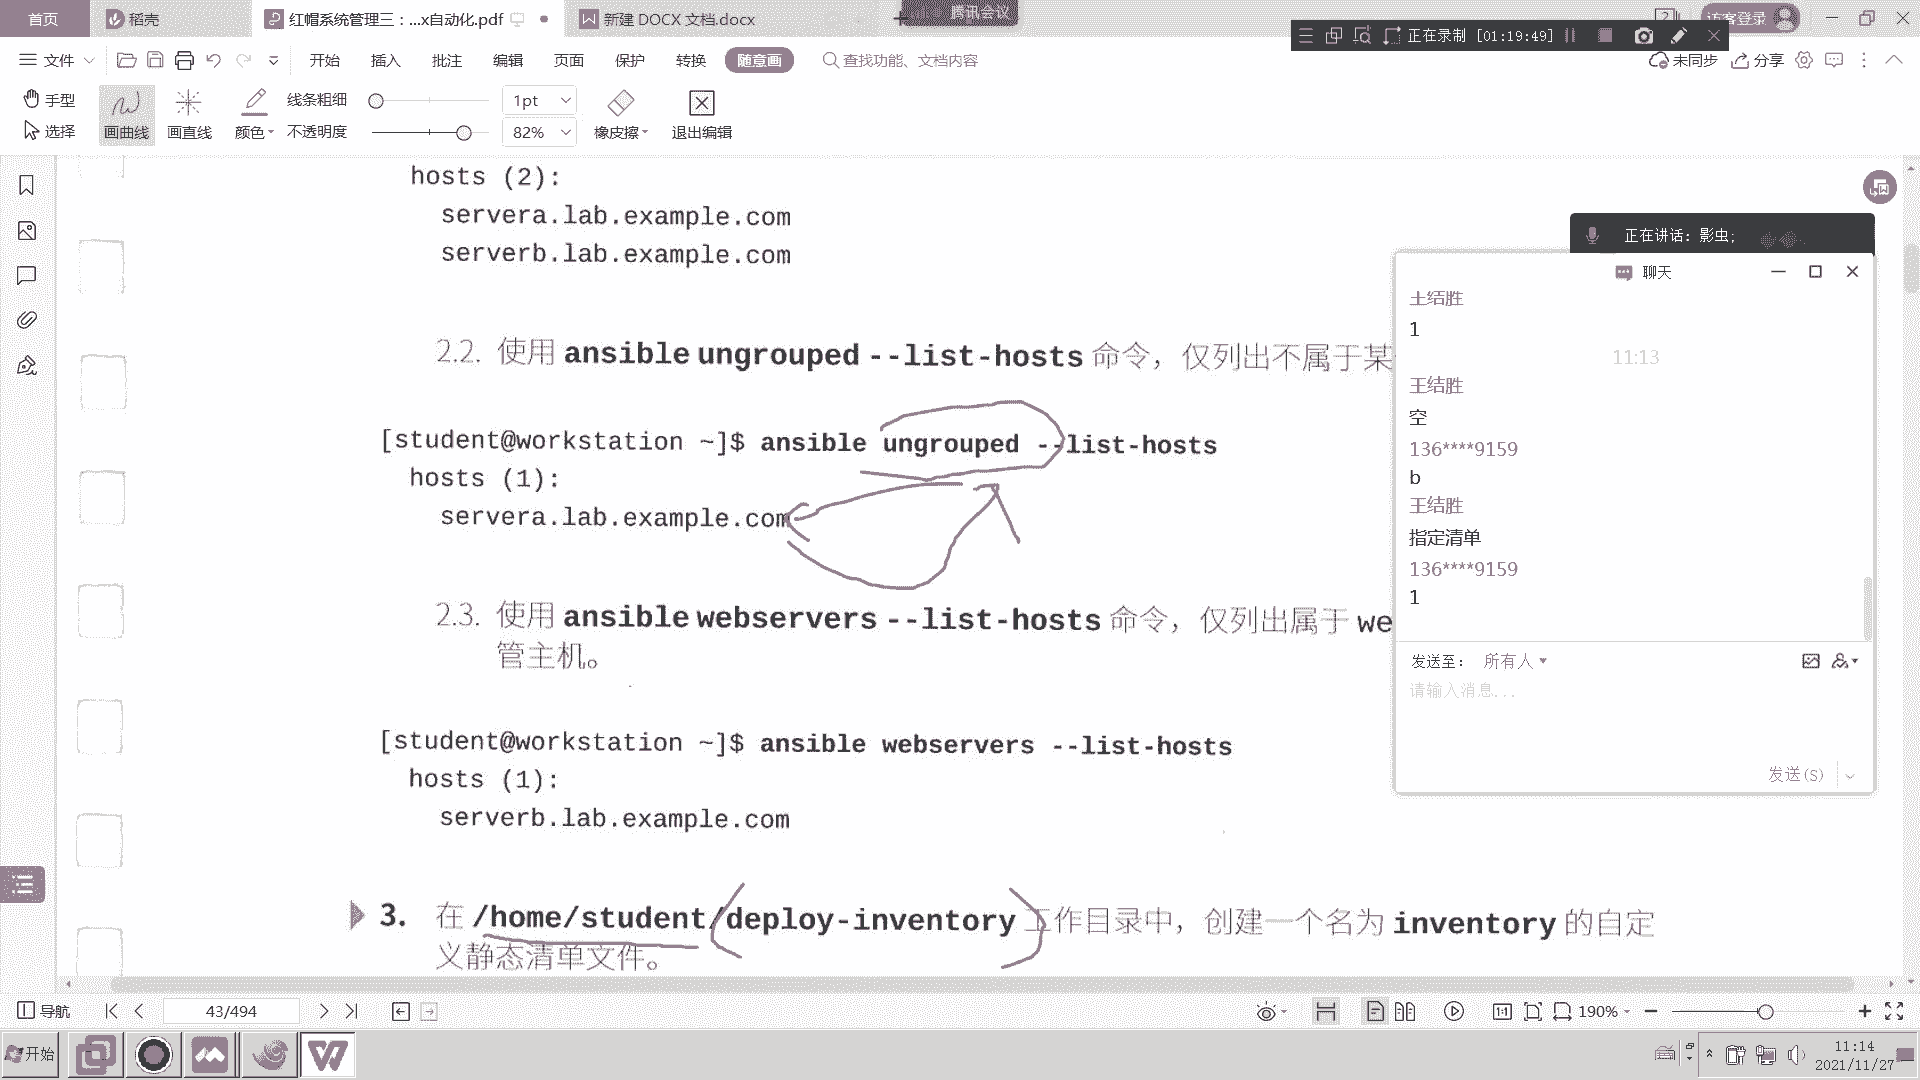 首页
稻壳
红帽系统管理三：...x自动化.pdf
新建 DOCX 文档.docx
腾讯会议
访客登录
正在录制 [01:19:49]
文件
开始
插入
批注
编辑
页面
保护
转换
随意画
查找功能、文档内容
未同步
分享
手型
选择
画曲线
画直线
颜色
线条粗细
不透明度
1pt
82%
橡皮擦
退出编辑
hosts (2):
servera.lab.example.com
serverb.lab.example.com
2.2. 使用 ansible ungrouped --list-hosts 命令，仅列出不属于某
[student@workstation ~]$ ansible ungrouped --list-hosts
hosts (1):
servera.lab.example.com
2.3. 使用 ansible webservers --list-hosts 命令，仅列出属于 we
管主机。
[student@workstation ~]$ ansible webservers --list-hosts
hosts (1):
serverb.lab.example.com
3. 在 /home/student/deploy-inventory 工作目录中，创建一个名为 inventory 的自定
义静态清单文件。
正在讲话: 影虫;
聊天
王结胜
1
11:13
王结胜
空
136****9159
b
王结胜
指定清单
136****9159
1
发送至：
所有人
请输入消息...
发送(S)
导航
43/494
1:1
190%
开始
11:14
2021/11/27